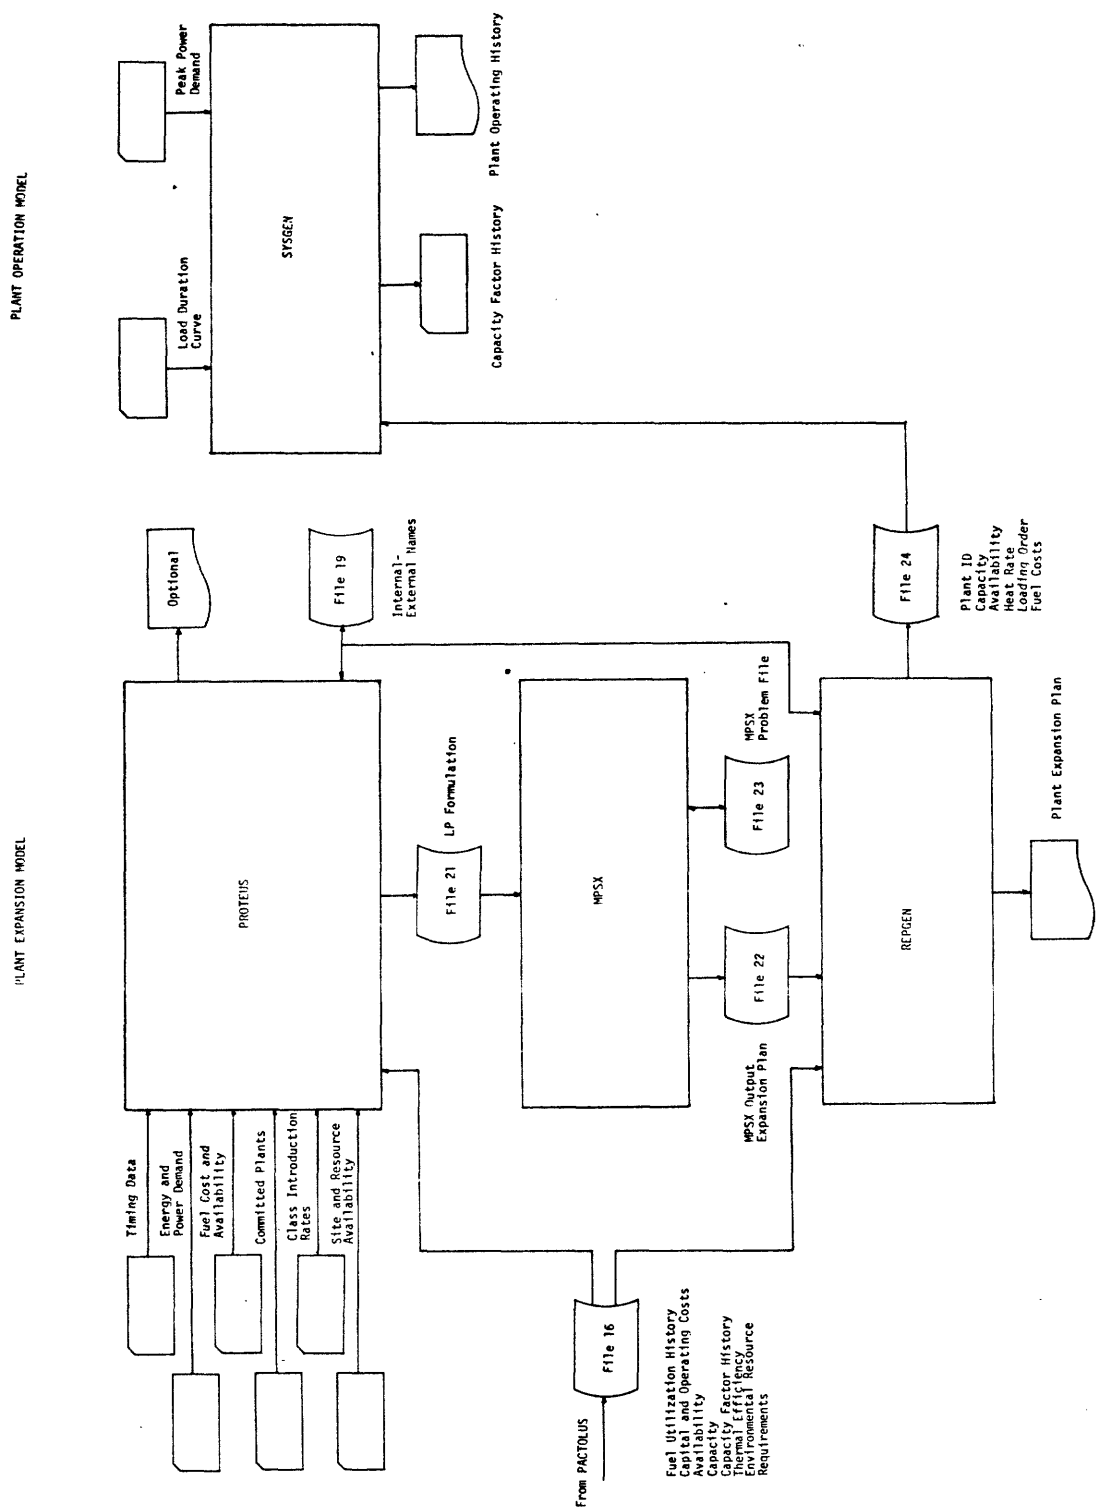 PLANT EXPANSION MODEL
PLANT OPERATION MODEL
Timing Data
Energy and
Power Demand
Fuel Cost and
Availability
Committed Plants
Class Introduction
Rates
Site and Resource
Availability
PROTEUS
Optional
File 19
Internal-
External Names
File 21
LP Formulation
MPSX
File 22
MPSX Output
Expansion Plan
File 23
MPSX
Problem File
From PACTOLUS
File 16
Fuel Utilization History
Capital and Operating Costs
Availability
Capacity
Capacity Factor History
Thermal Efficiency
Environmental Resource
Requirements
REPGEN
Plant Expansion Plan
File 24
Plant ID
Capacity
Availability
Heat Rate
Loading Order
Fuel Costs
Load Duration
Curve
Peak Power
Demand
SYSGEN
Capacity Factor History
Plant Operating History